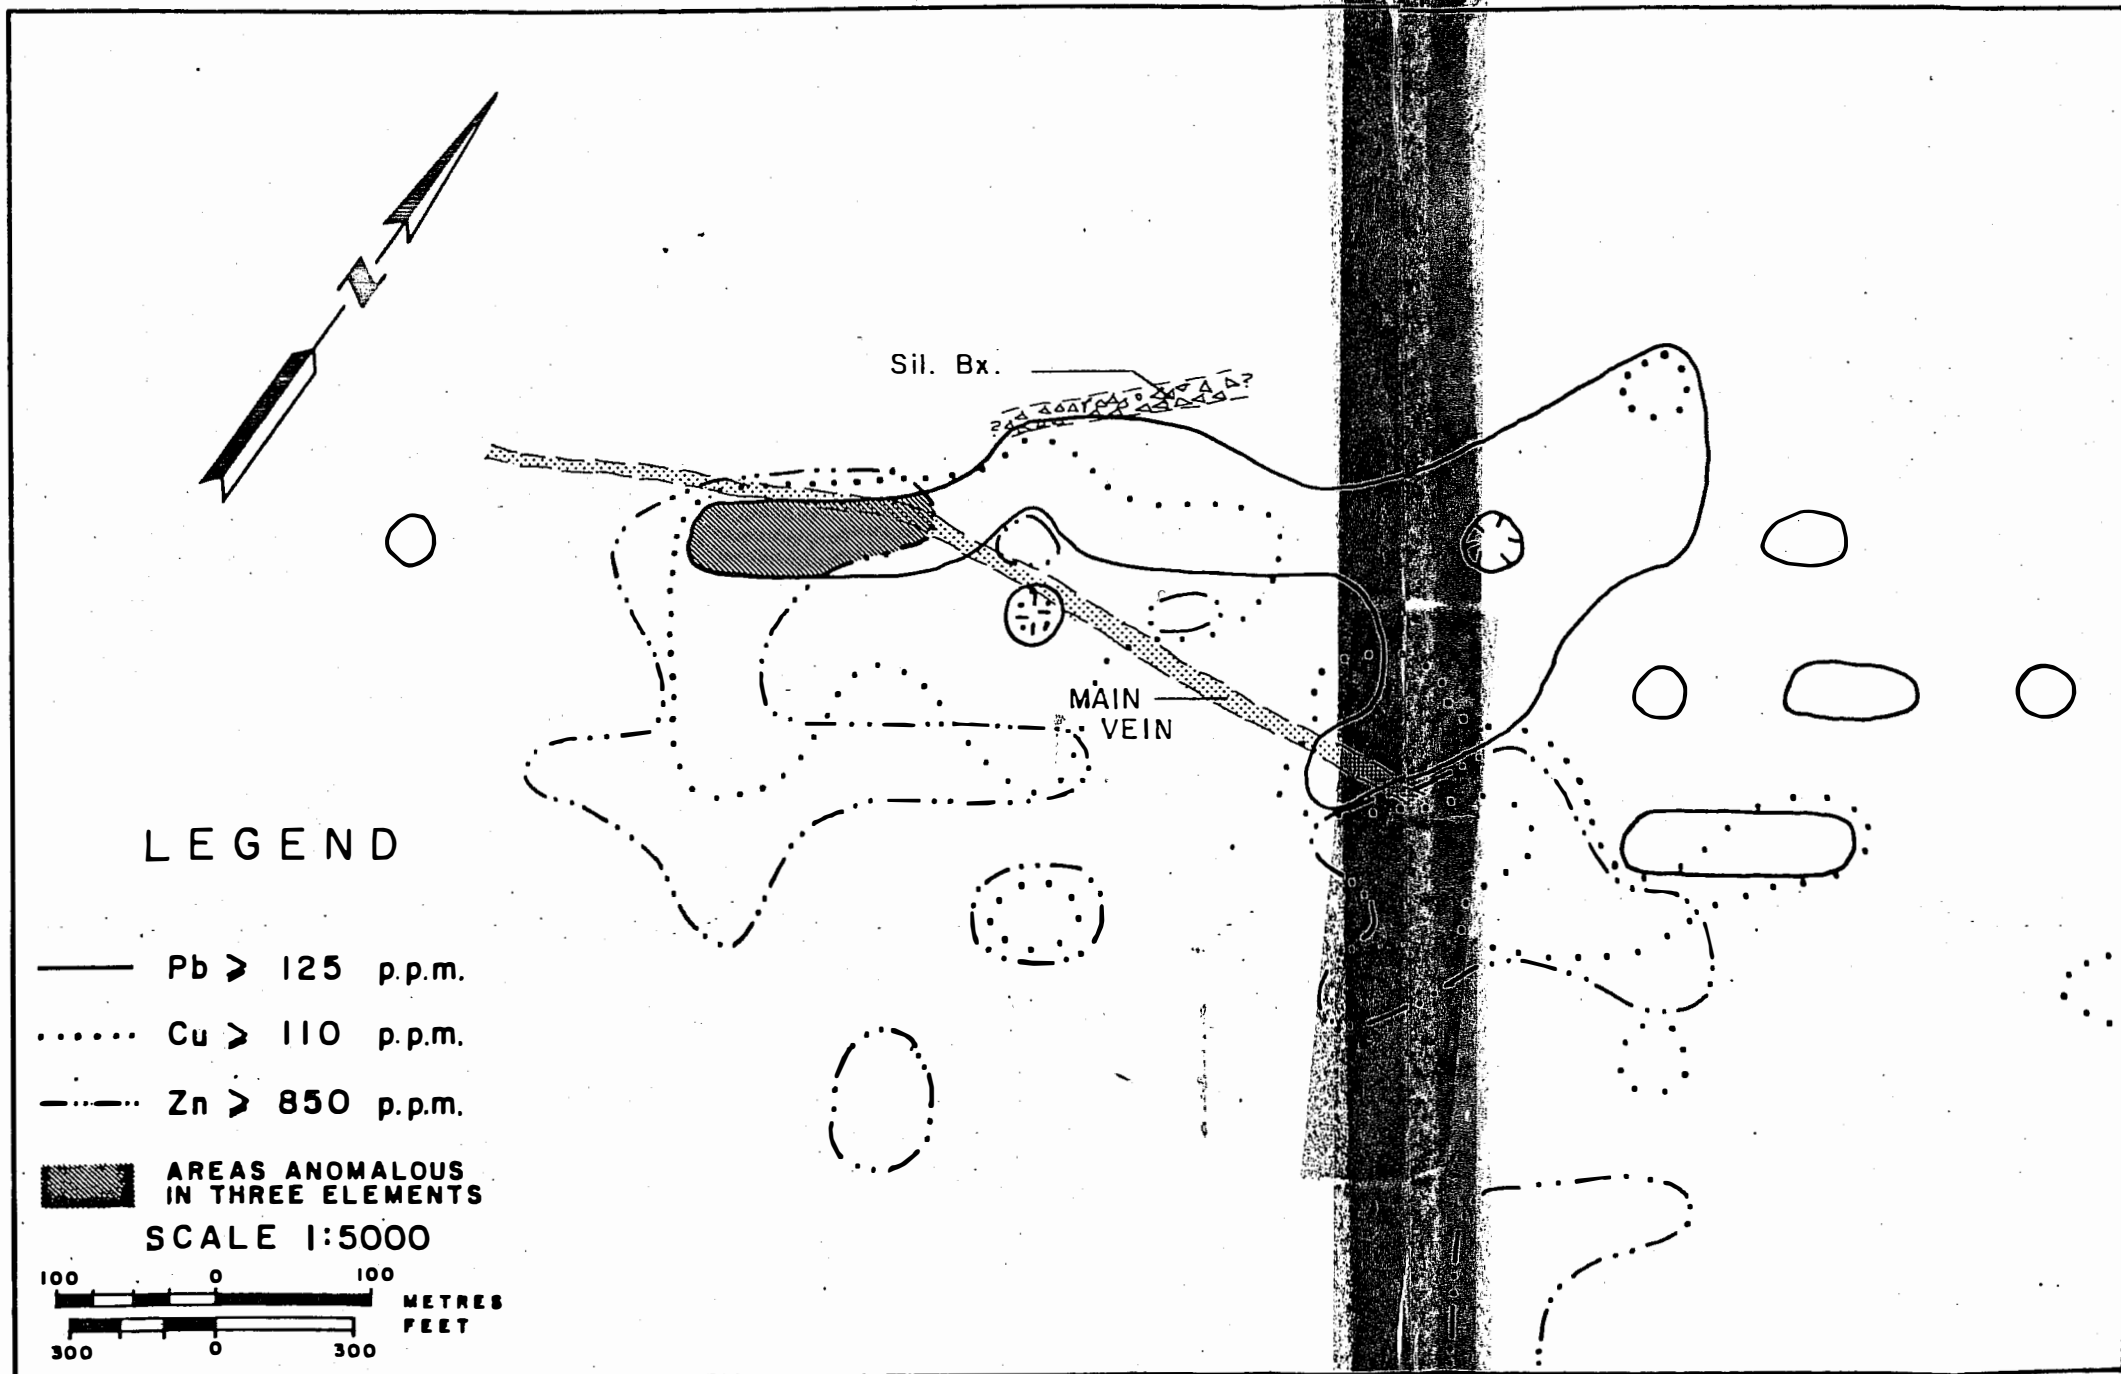 N
Sil. Bx.
?
?
MAIN
VEIN
LEGEND
Pb ⩾ 125 p.p.m.
Cu ⩾ 110 p.p.m.
Zn ⩾ 850 p.p.m.
AREAS ANOMALOUS
IN THREE ELEMENTS
SCALE 1:5000
100 0 100
METRES
FEET
300 0 300